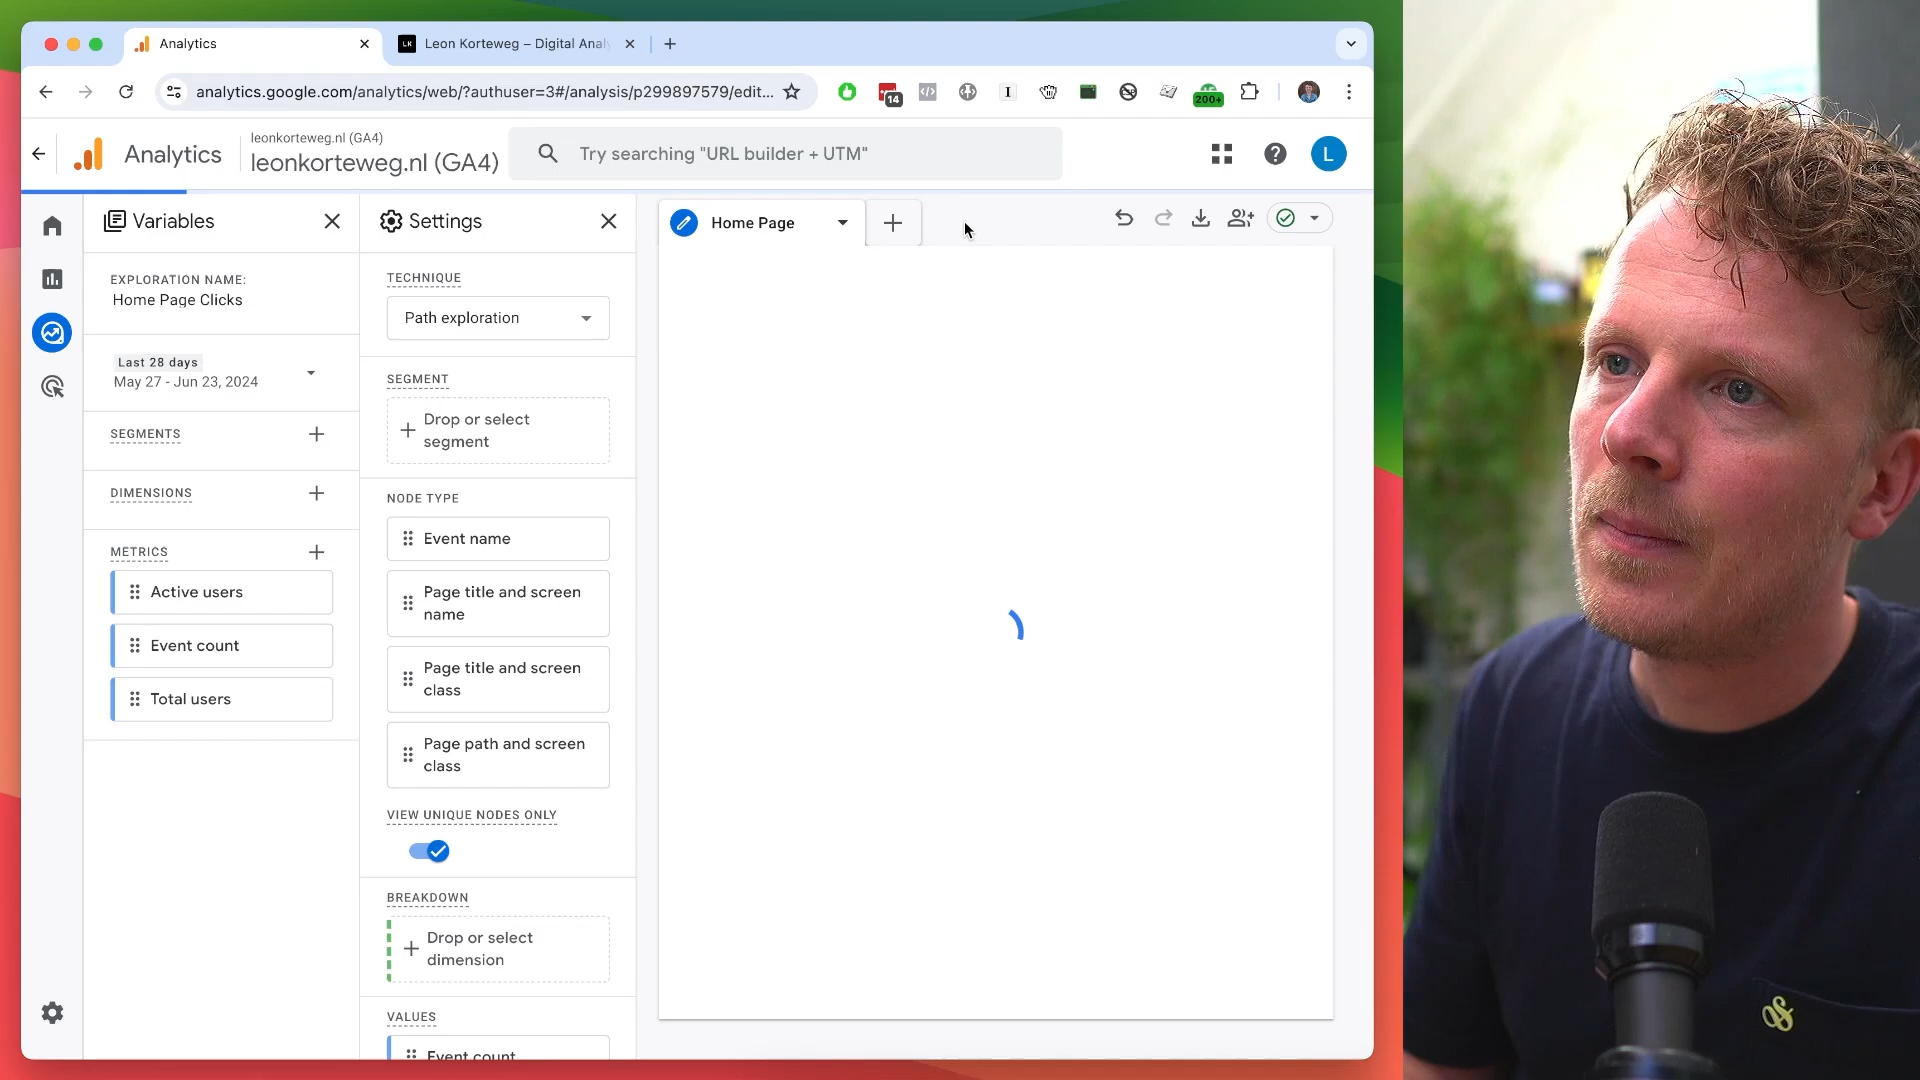 Analytics
Leon Korteweg – Digital Anal
analytics.google.com/analytics/web/?authuser=3#/analysis/p299897579/edit...
14
200+
Analytics
leonkorteweg.nl (GA4)
leonkorteweg.nl (GA4)
Try searching "URL builder + UTM"
L
Variables
EXPLORATION NAME:
Home Page Clicks
Last 28 days
May 27 - Jun 23, 2024
SEGMENTS
DIMENSIONS
METRICS
Active users
Event count
Total users
Settings
TECHNIQUE
Path exploration
SEGMENT
Drop or select
segment
NODE TYPE
Event name
Page title and screen
name
Page title and screen
class
Page path and screen
class
VIEW UNIQUE NODES ONLY
BREAKDOWN
Drop or select
dimension
VALUES
Event count
Home Page